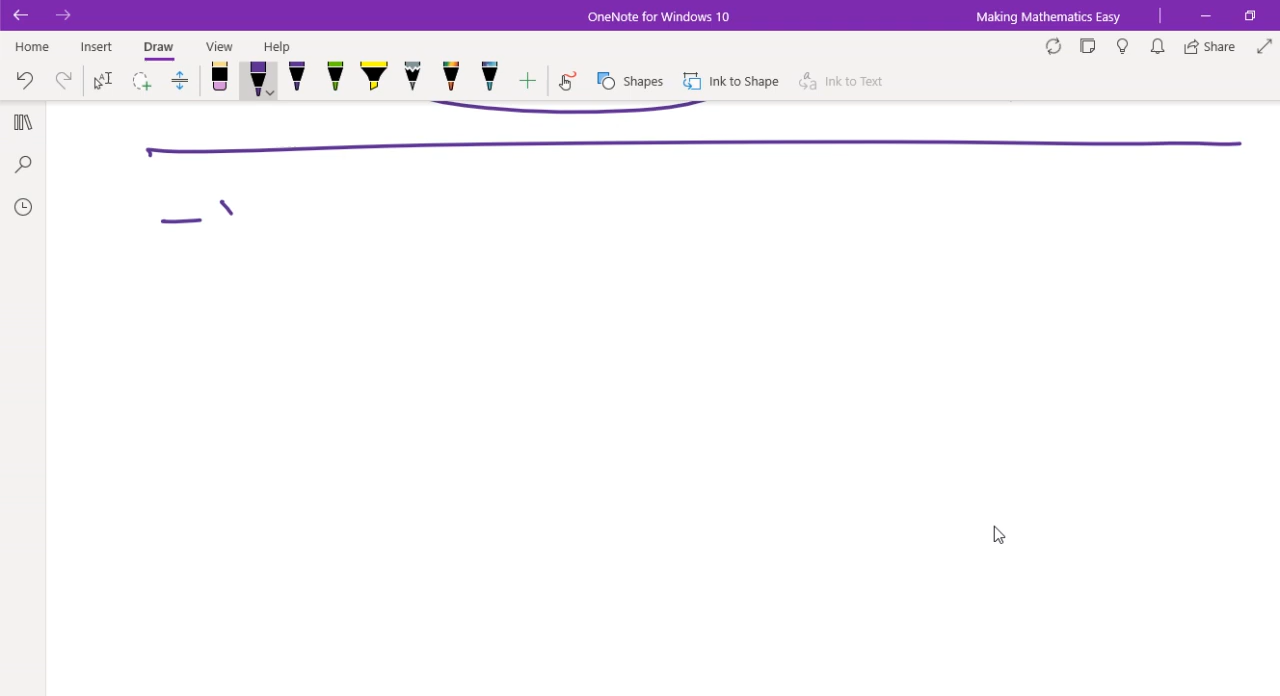 OneNote for Windows 10 Making Mathematics Easy
Home Insert Draw View Help Share
Shapes Ink to Shape Ink to Text